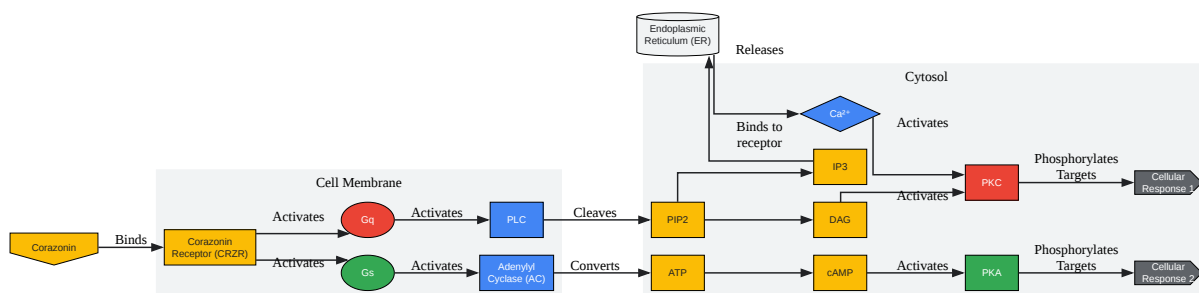 Endoplasmic
Reticulum (ER)
Releases
Cytosol
Ca²⁺
Activates
Binds to
receptor
IP3
Phosphorylates
Targets
Cell Membrane
PKC
Cellular
Response 1
Activates
Activates
Gq
Activates
PLC
Cleaves
PIP2
DAG
Corazonin
Binds
Corazonin
Receptor (CRZR)
Activates
Gs
Activates
Adenylyl
Cyclase (AC)
Converts
ATP
cAMP
Activates
PKA
Phosphorylates
Targets
Cellular
Response 2